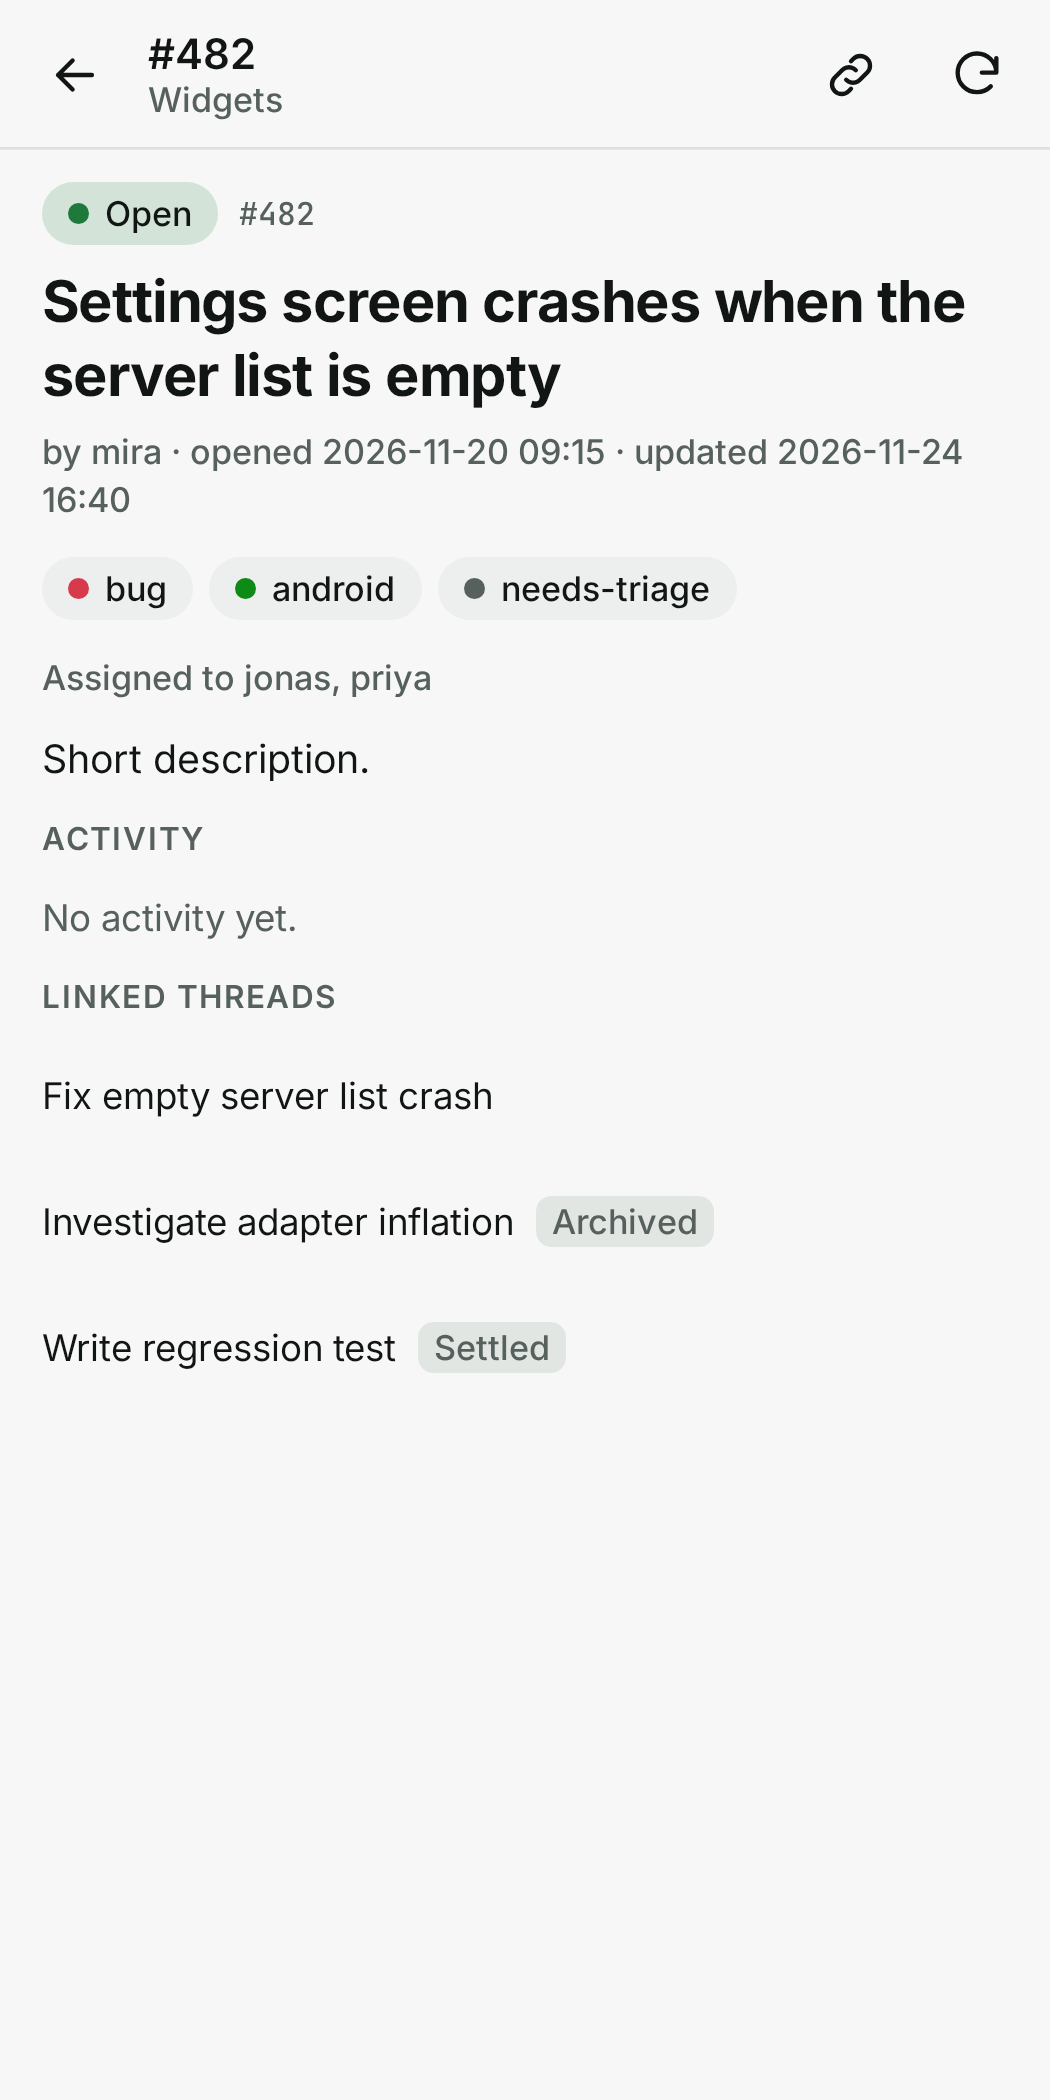 #482
Widgets
Open #482
Settings screen crashes when the
server list is empty
by mira · opened 2026-11-20 09:15 · updated 2026-11-24
16:40
bug android needs-triage
Assigned to jonas, priya
Short description.
ACTIVITY
No activity yet.
LINKED THREADS
Fix empty server list crash
Investigate adapter inflation Archived
Write regression test Settled